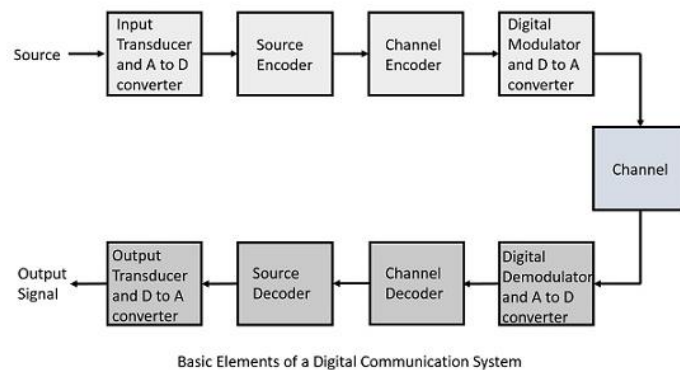 Source
Input
Transducer
and A to D
converter
Source
Encoder
Channel
Encoder
Digital
Modulator
and D to A
converter
Channel
Output
Signal
Output
Transducer
and D to A
converter
Source
Decoder
Channel
Decoder
Digital
Demodulator
and A to D
converter
Basic Elements of a Digital Communication System